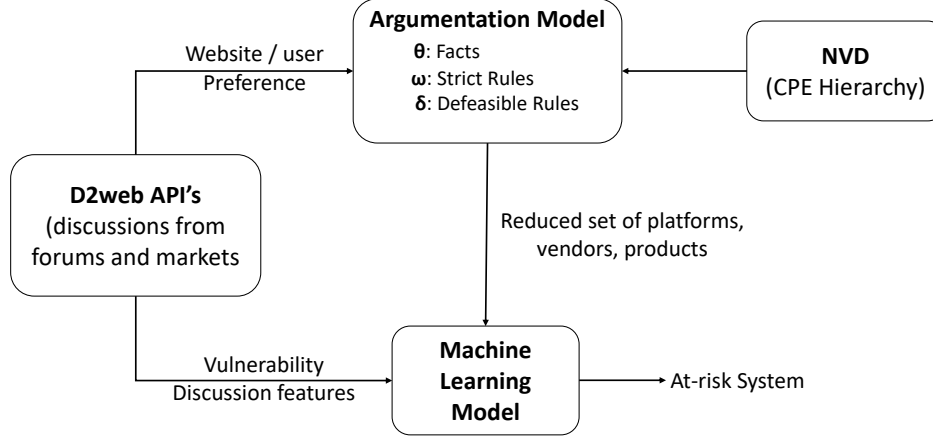 Argumentation Model
θ: Facts
ω: Strict Rules
δ: Defeasible Rules
Website / user
Preference
NVD
(CPE Hierarchy)
D2web API's
(discussions from
forums and markets
Reduced set of platforms,
vendors, products
Vulnerability
Discussion features
Machine
Learning
Model
At-risk System